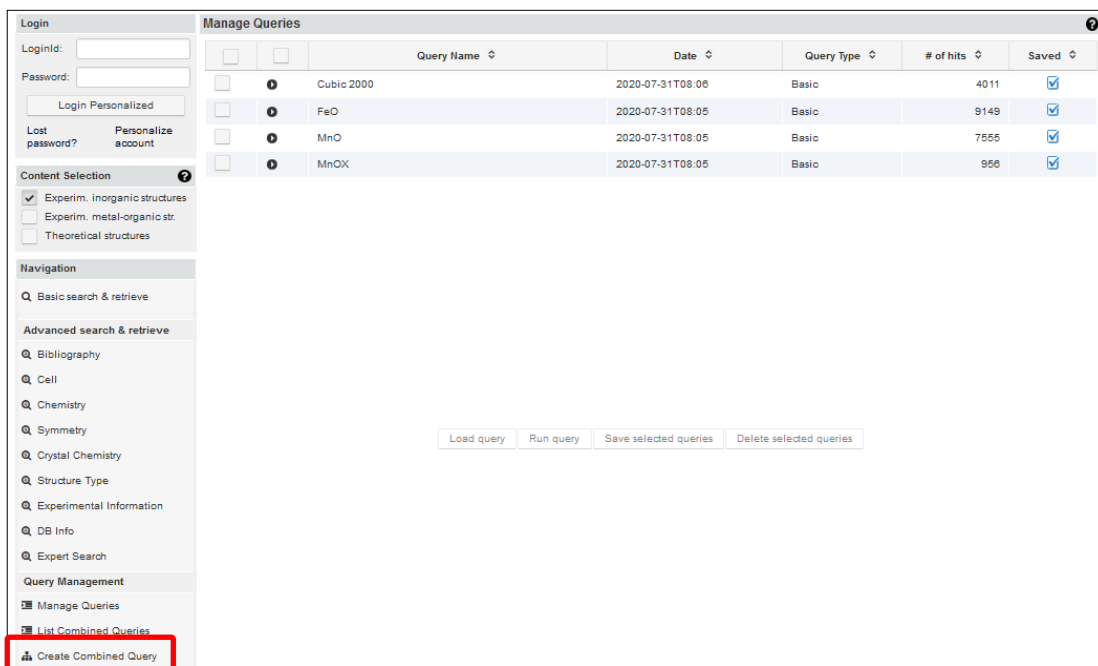 Login
LoginId:
Password:
Login Personalized
Lost password?
Personalize account
Content Selection
Experim. inorganic structures
Experim. metal-organic str.
Theoretical structures
Navigation
Basic search & retrieve
Advanced search & retrieve
Bibliography
Cell
Chemistry
Symmetry
Crystal Chemistry
Structure Type
Experimental Information
DB Info
Expert Search
Query Management
Manage Queries
List Combined Queries
Create Combined Query
Manage Queries
Query Name Date Query Type # of hits Saved
Cubic 2000 2020-07-31T08:06 Basic 4011
FeO 2020-07-31T08:05 Basic 9149
MnO 2020-07-31T08:05 Basic 7555
MnOX 2020-07-31T08:05 Basic 956
Load query Run query Save selected queries Delete selected queries